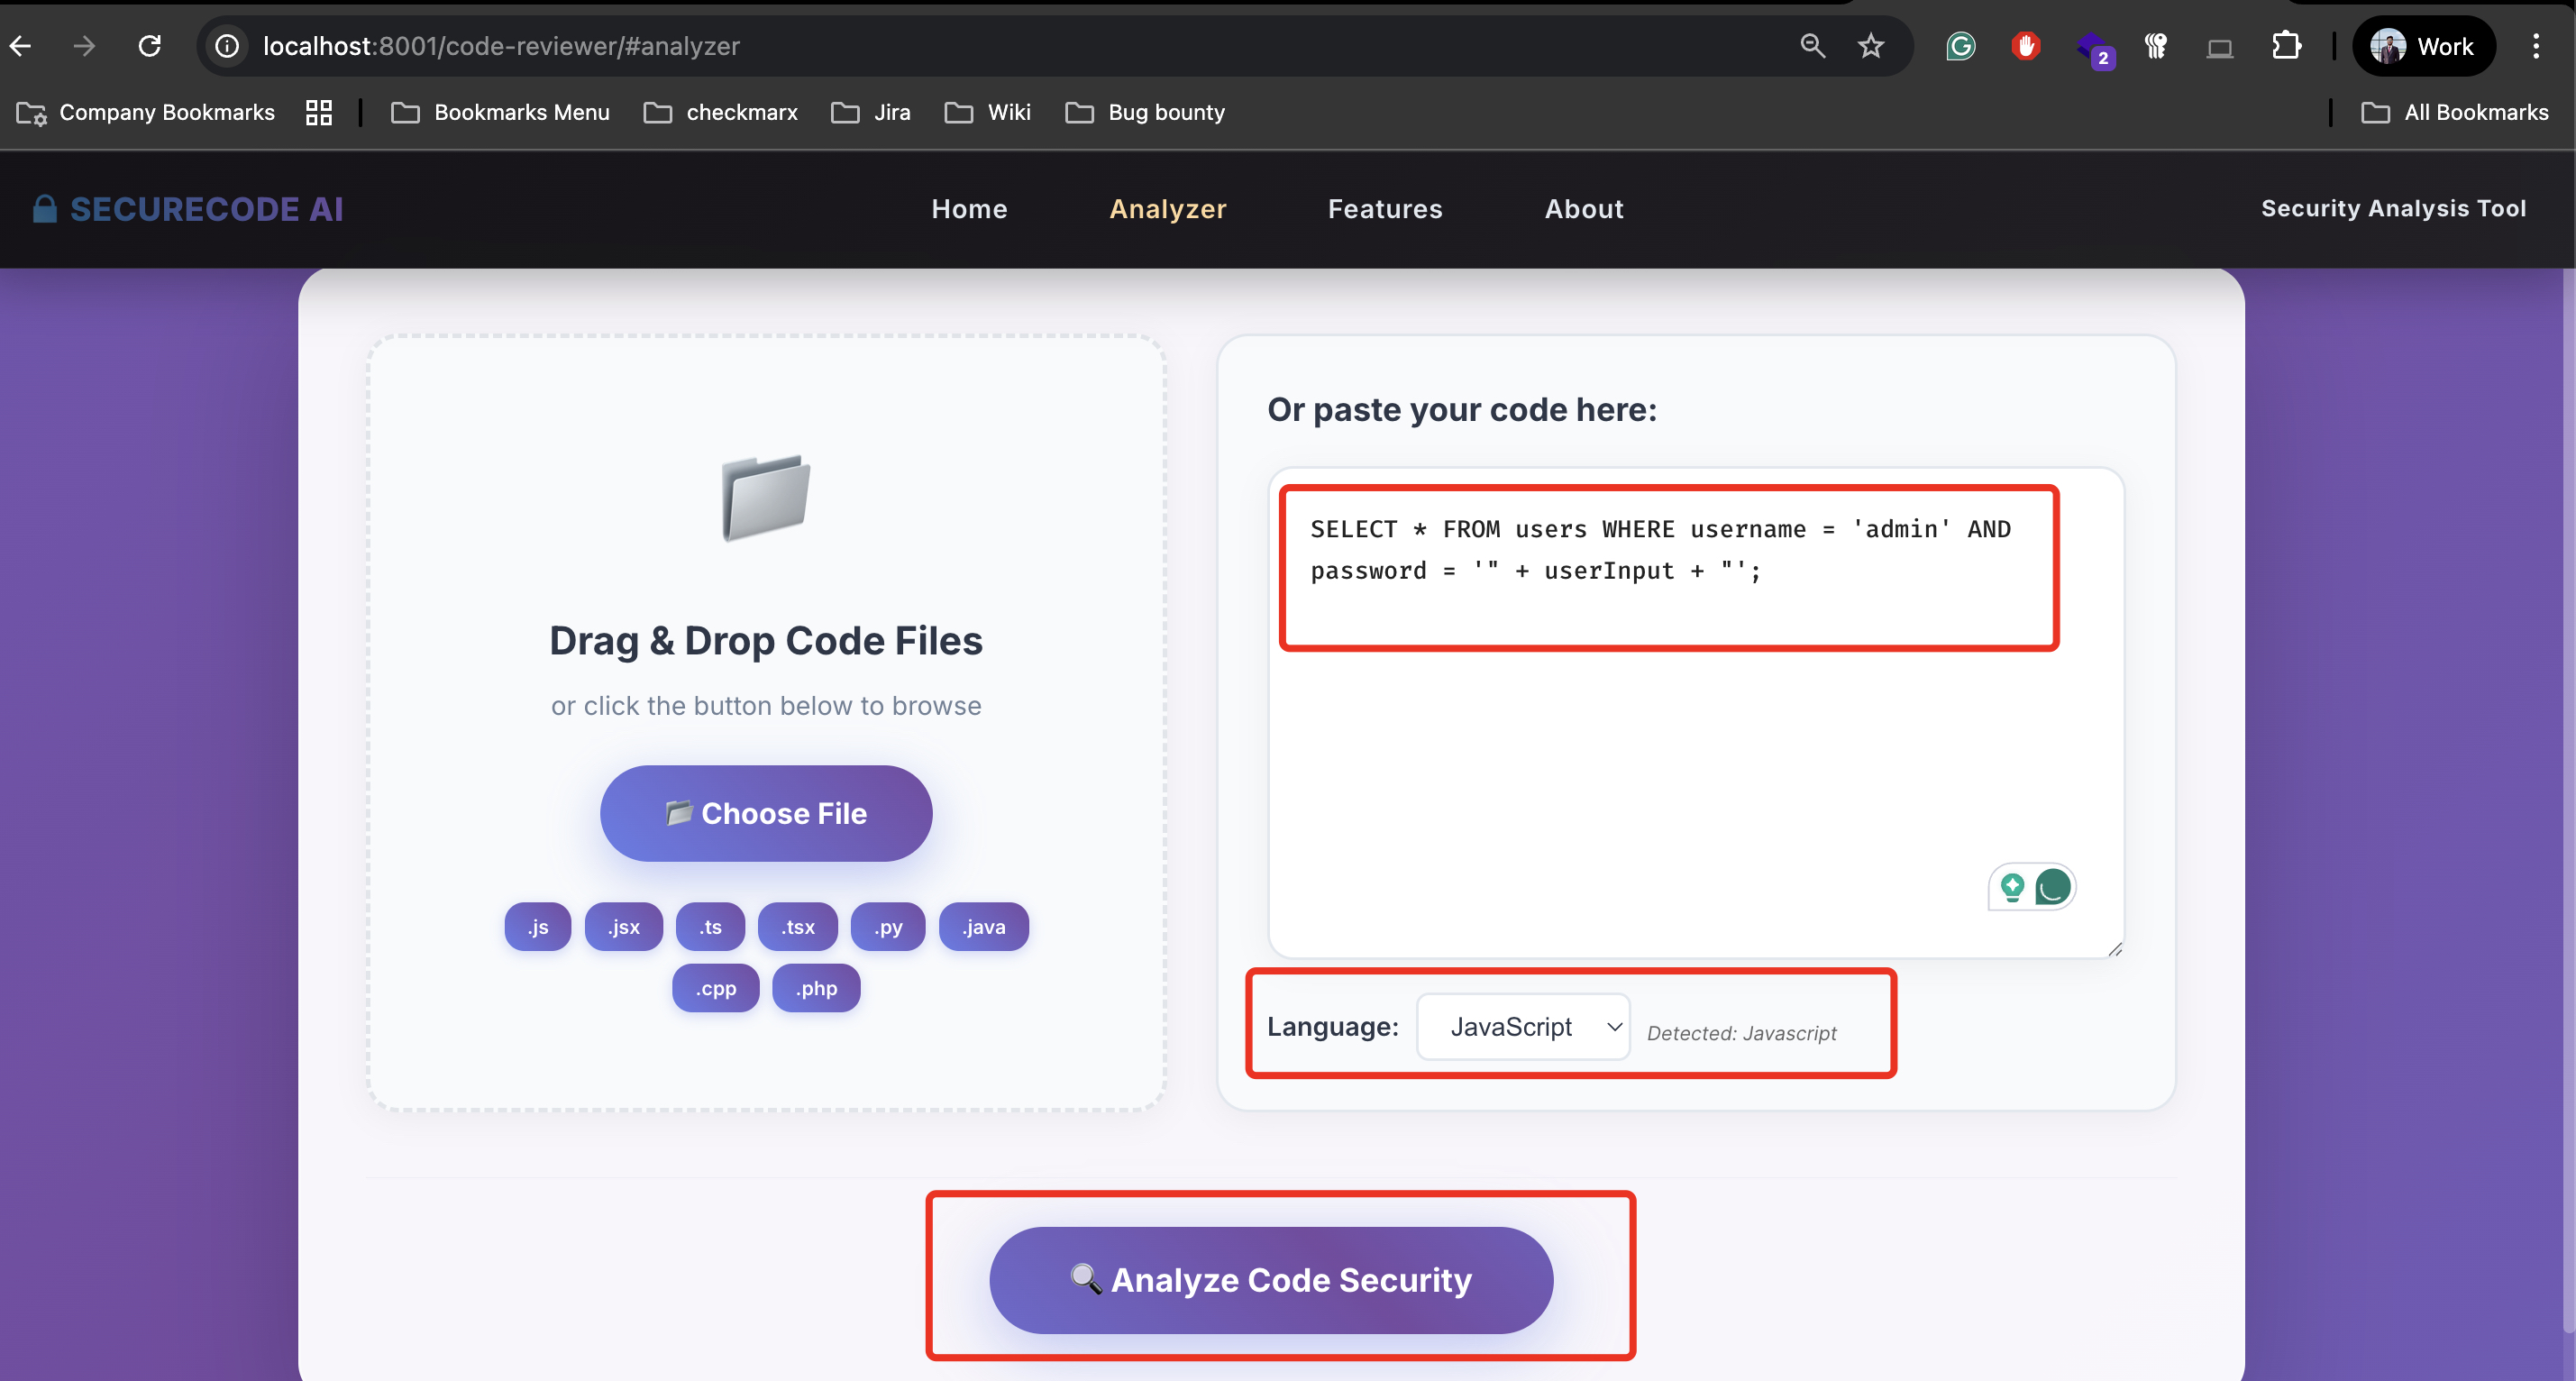 localhost:8001/code-reviewer/#analyzer
2
Work
Company Bookmarks
Bookmarks Menu
checkmarx
Jira
Wiki
Bug bounty
All Bookmarks
SECURECODE AI
Home
Analyzer
Features
About
Security Analysis Tool
Drag & Drop Code Files
or click the button below to browse
Choose File
.js .jsx .ts .tsx .py .java
.cpp .php
Or paste your code here:
SELECT * FROM users WHERE username = 'admin' AND
password = '" + userInput + "';
Language: JavaScript Detected: Javascript
Analyze Code Security